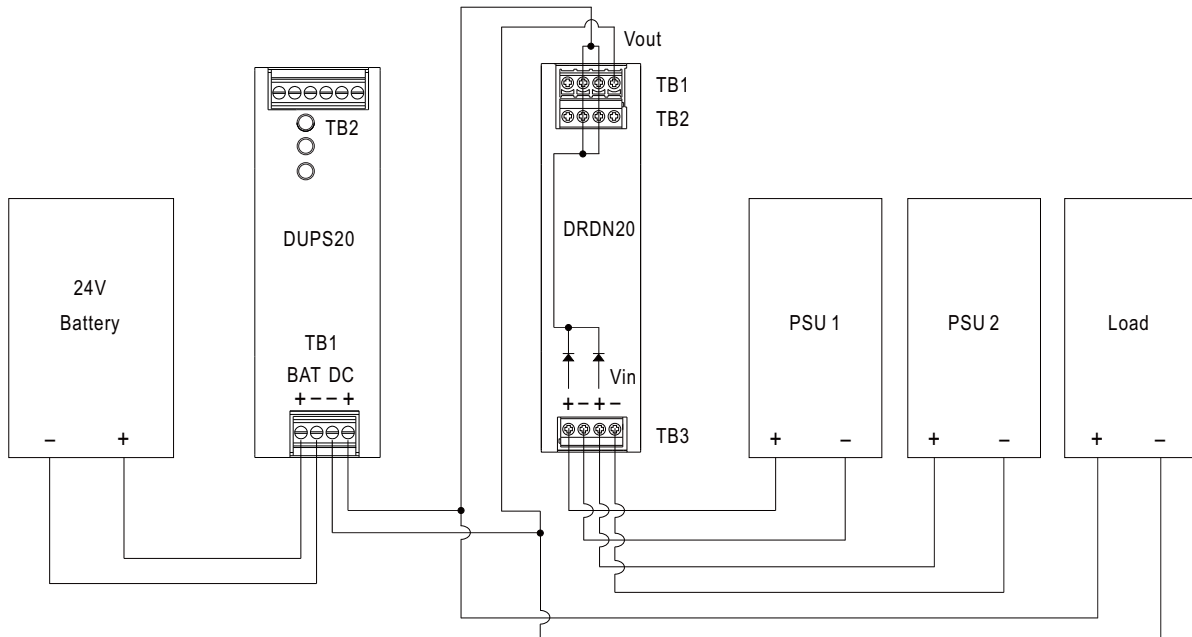 Vout
TB1
TB2
TB2
DUPS20
DRDN20
24V
Battery
PSU 1
PSU 2
Load
TB1
BAT DC
+ − − +
Vin
+ − + −
TB3
− +
+ −
+ −
+ −